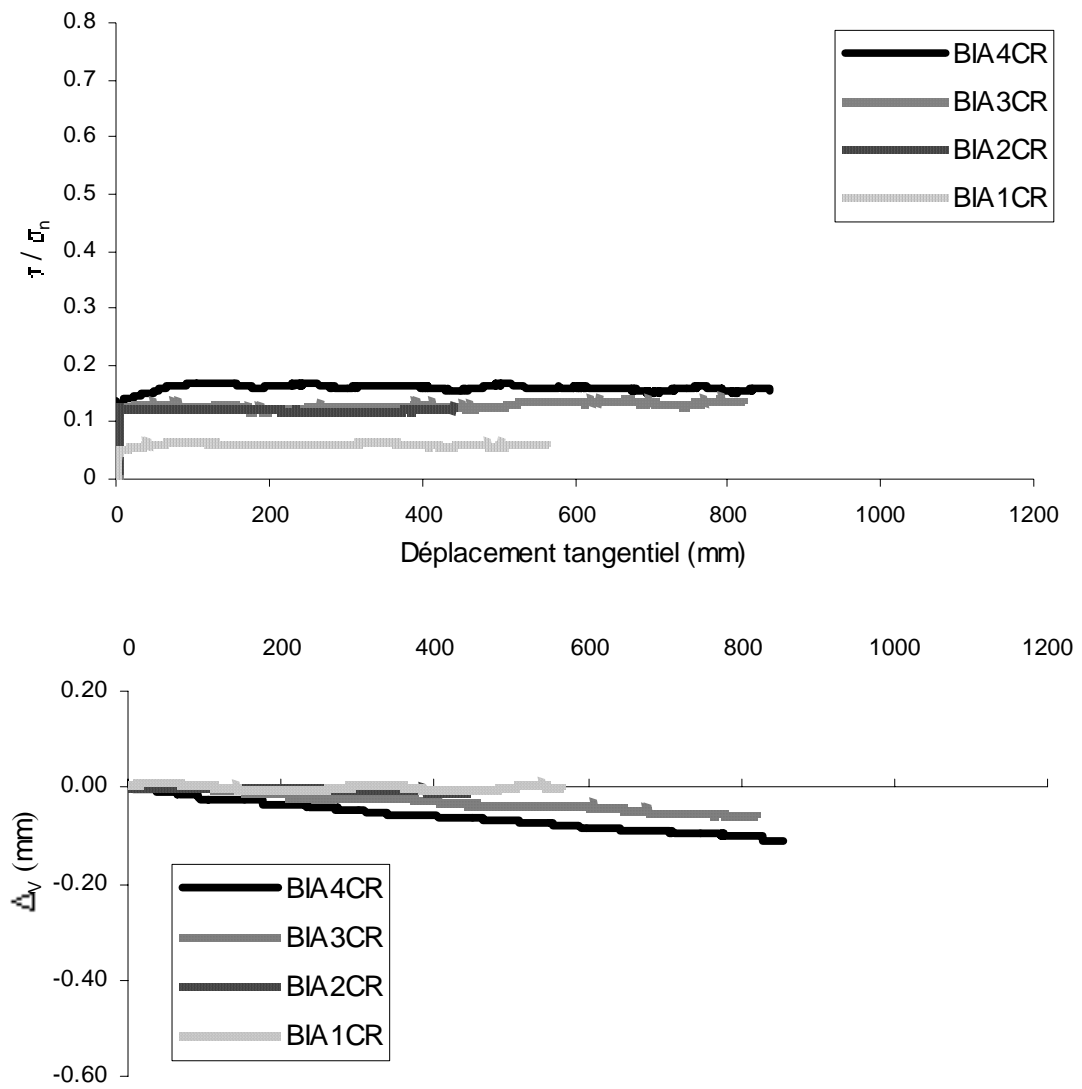 0.8
0.7
0.6
0.5
0.4
0.3
0.2
0.1
0
τ / σn
0 200 400 600 800 1000 1200
Déplacement tangentiel (mm)
BIA4CR
BIA3CR
BIA2CR
BIA1CR
0 200 400 600 800 1000 1200
0.20
0.00
-0.20
-0.40
-0.60
Δv (mm)
BIA4CR
BIA3CR
BIA2CR
BIA1CR